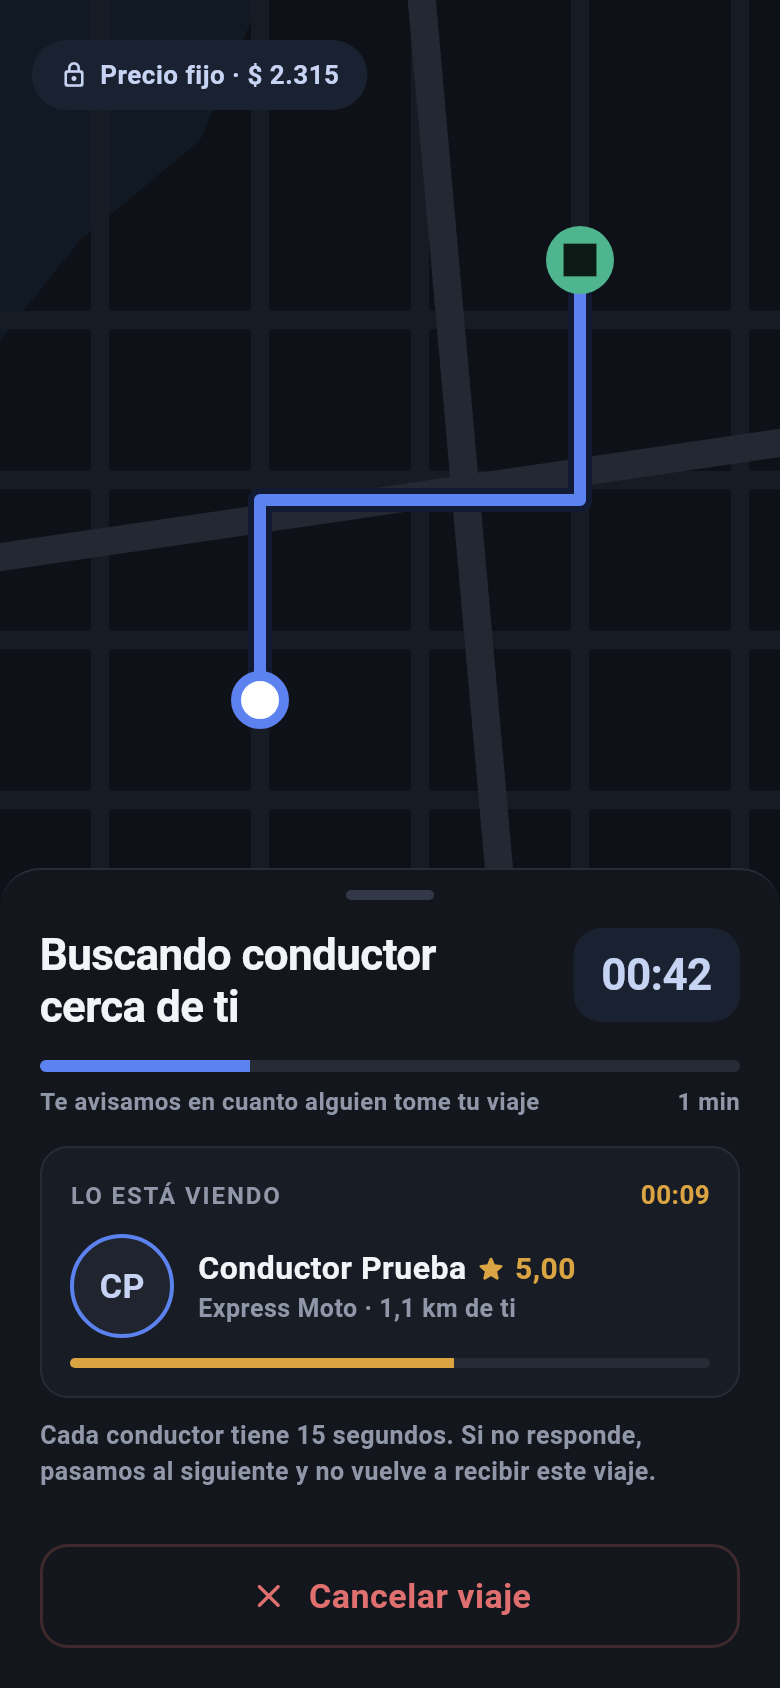 Precio fijo · $ 2.315
Buscando conductor
cerca de ti
00:42
Te avisamos en cuanto alguien tome tu viaje
1 min
LO ESTÁ VIENDO
00:09
CP
Conductor Prueba ★ 5,00
Express Moto · 1,1 km de ti
Cada conductor tiene 15 segundos. Si no responde,
pasamos al siguiente y no vuelve a recibir este viaje.
Cancelar viaje